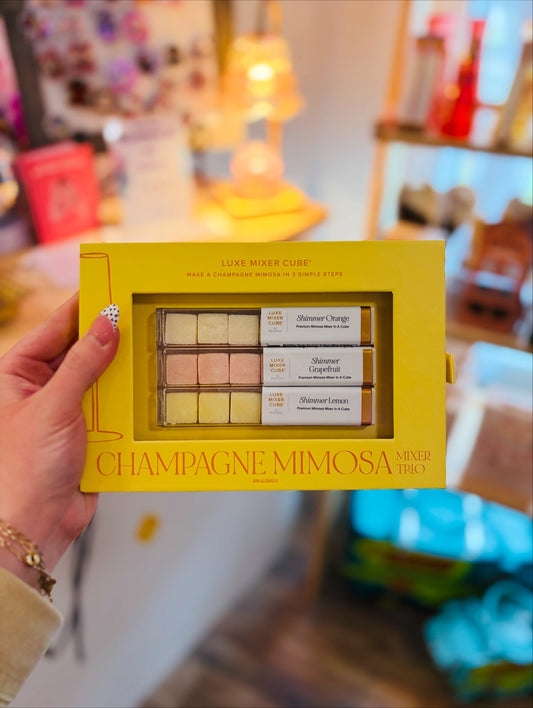 LUXE MIXER CUBE®
MAKE A CHAMPAGNE MIMOSA IN 3 SIMPLE STEPS
LUXE
MIXER
CUBE®
Shimmer Orange
Premium Mimosa Mixer In A Cube
LUXE
MIXER
CUBE®
Shimmer
Grapefruit
Premium Mimosa Mixer In A Cube
LUXE
MIXER
CUBE®
Shimmer Lemon
Premium Mimosa Mixer In A Cube
CHAMPAGNE MIMOSA MIXER
TRIO
NON ALCOHOLIC